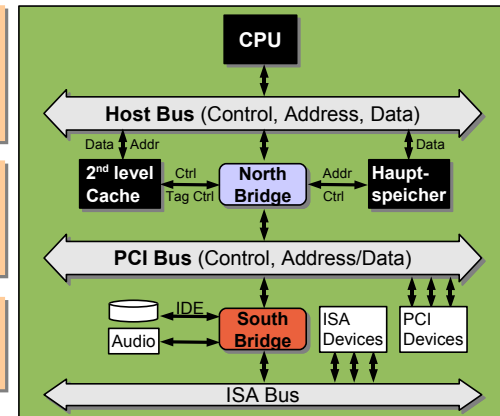 CPU
Host Bus (Control, Address, Data)
Data Addr
Data
2nd level
Cache
Ctrl
Tag Ctrl
North
Bridge
Addr
Ctrl
Haupt-
speicher
PCI Bus (Control, Address/Data)
IDE
Audio
South
Bridge
ISA
Devices
PCI
Devices
ISA Bus